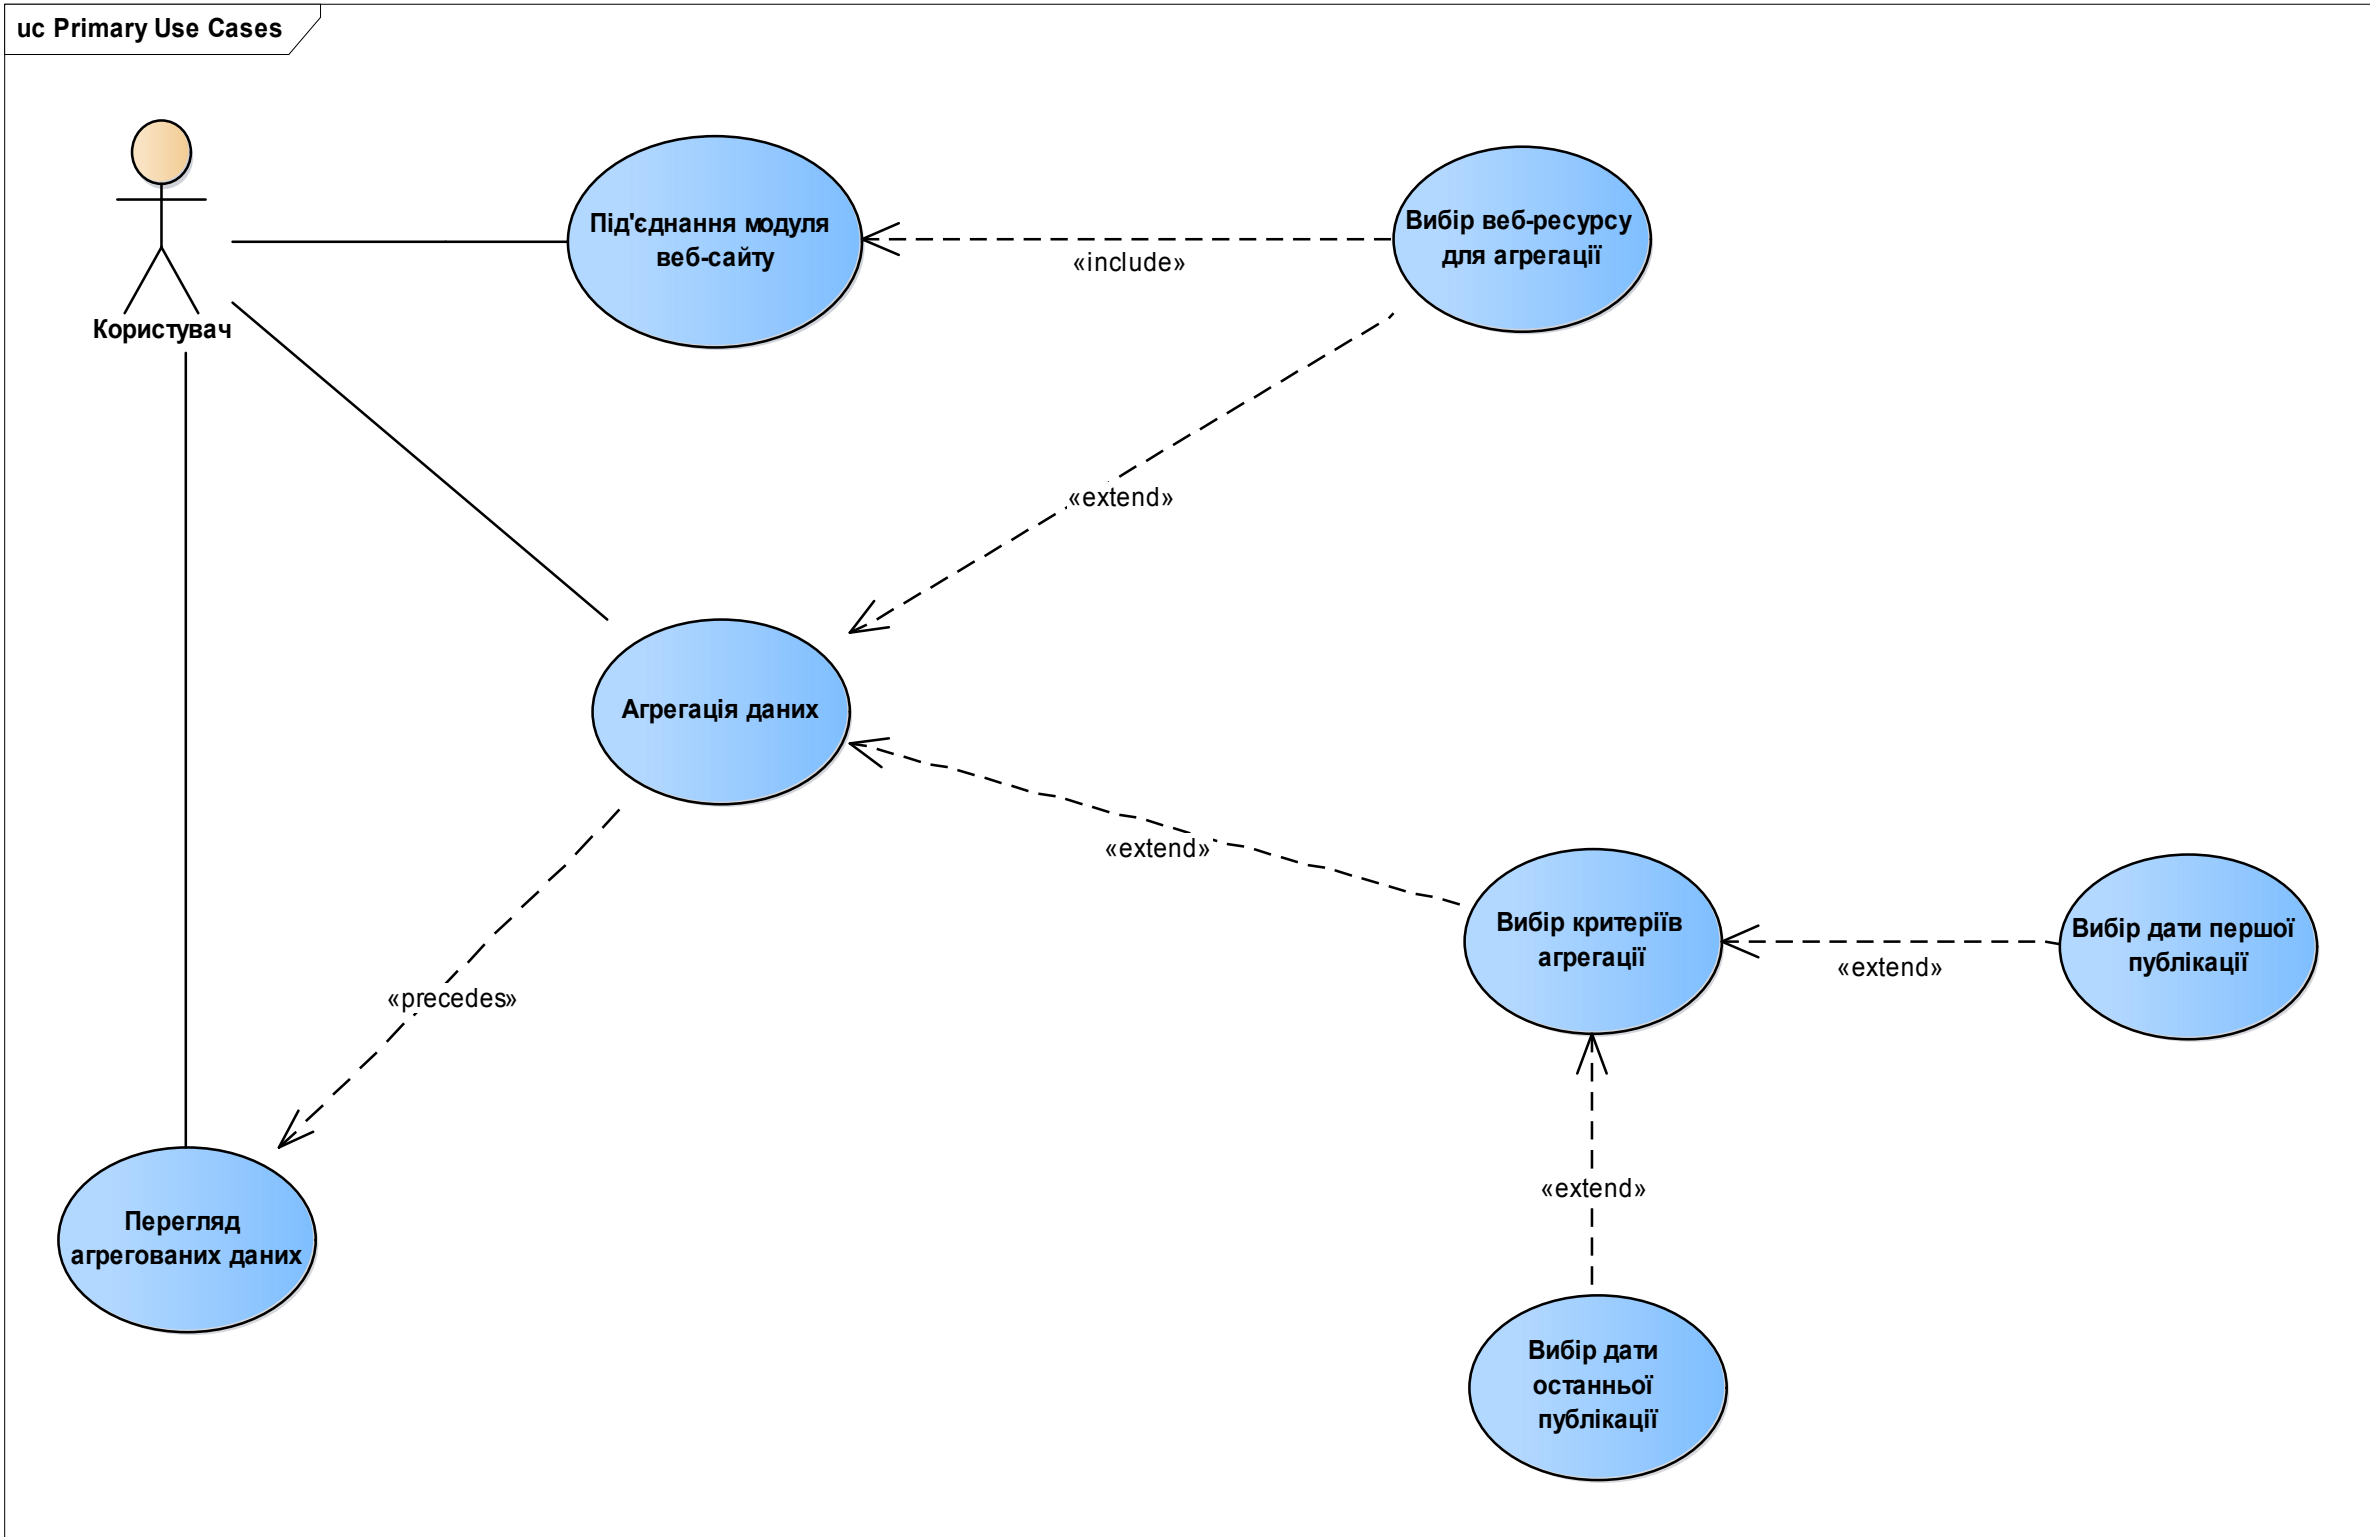 uc Primary Use Cases
Користувач
Під'єднання модуля
веб-сайту
«include»
Вибір веб-ресурсу
для агрегації
«extend»
Агрегація даних
«extend»
Вибір критеріїв
агрегації
«extend»
Вибір дати першої
публікації
«precedes»
«extend»
Перегляд
агрегованих даних
Вибір дати
останньої
публікації